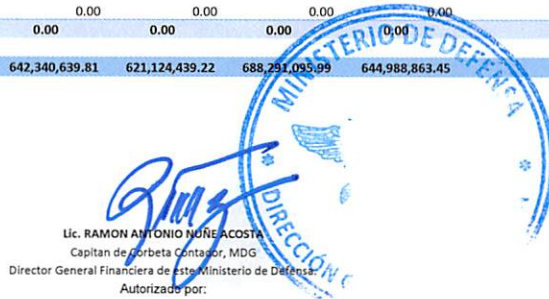 0.00 0.00 0.00 0.00
0.00 0.00 0.00 0.00
642,340,639.81 621,124,439.22 688,291,095.99 644,988,863.45
MINISTERIO DE DEFENSA
DIRECCIÓN
Lic. RAMON ANTONIO NUÑE ACOSTA
Capitan de Corbeta Contador, MDG
Director General Financiera de este Ministerio de Defensa.
Autorizado por: